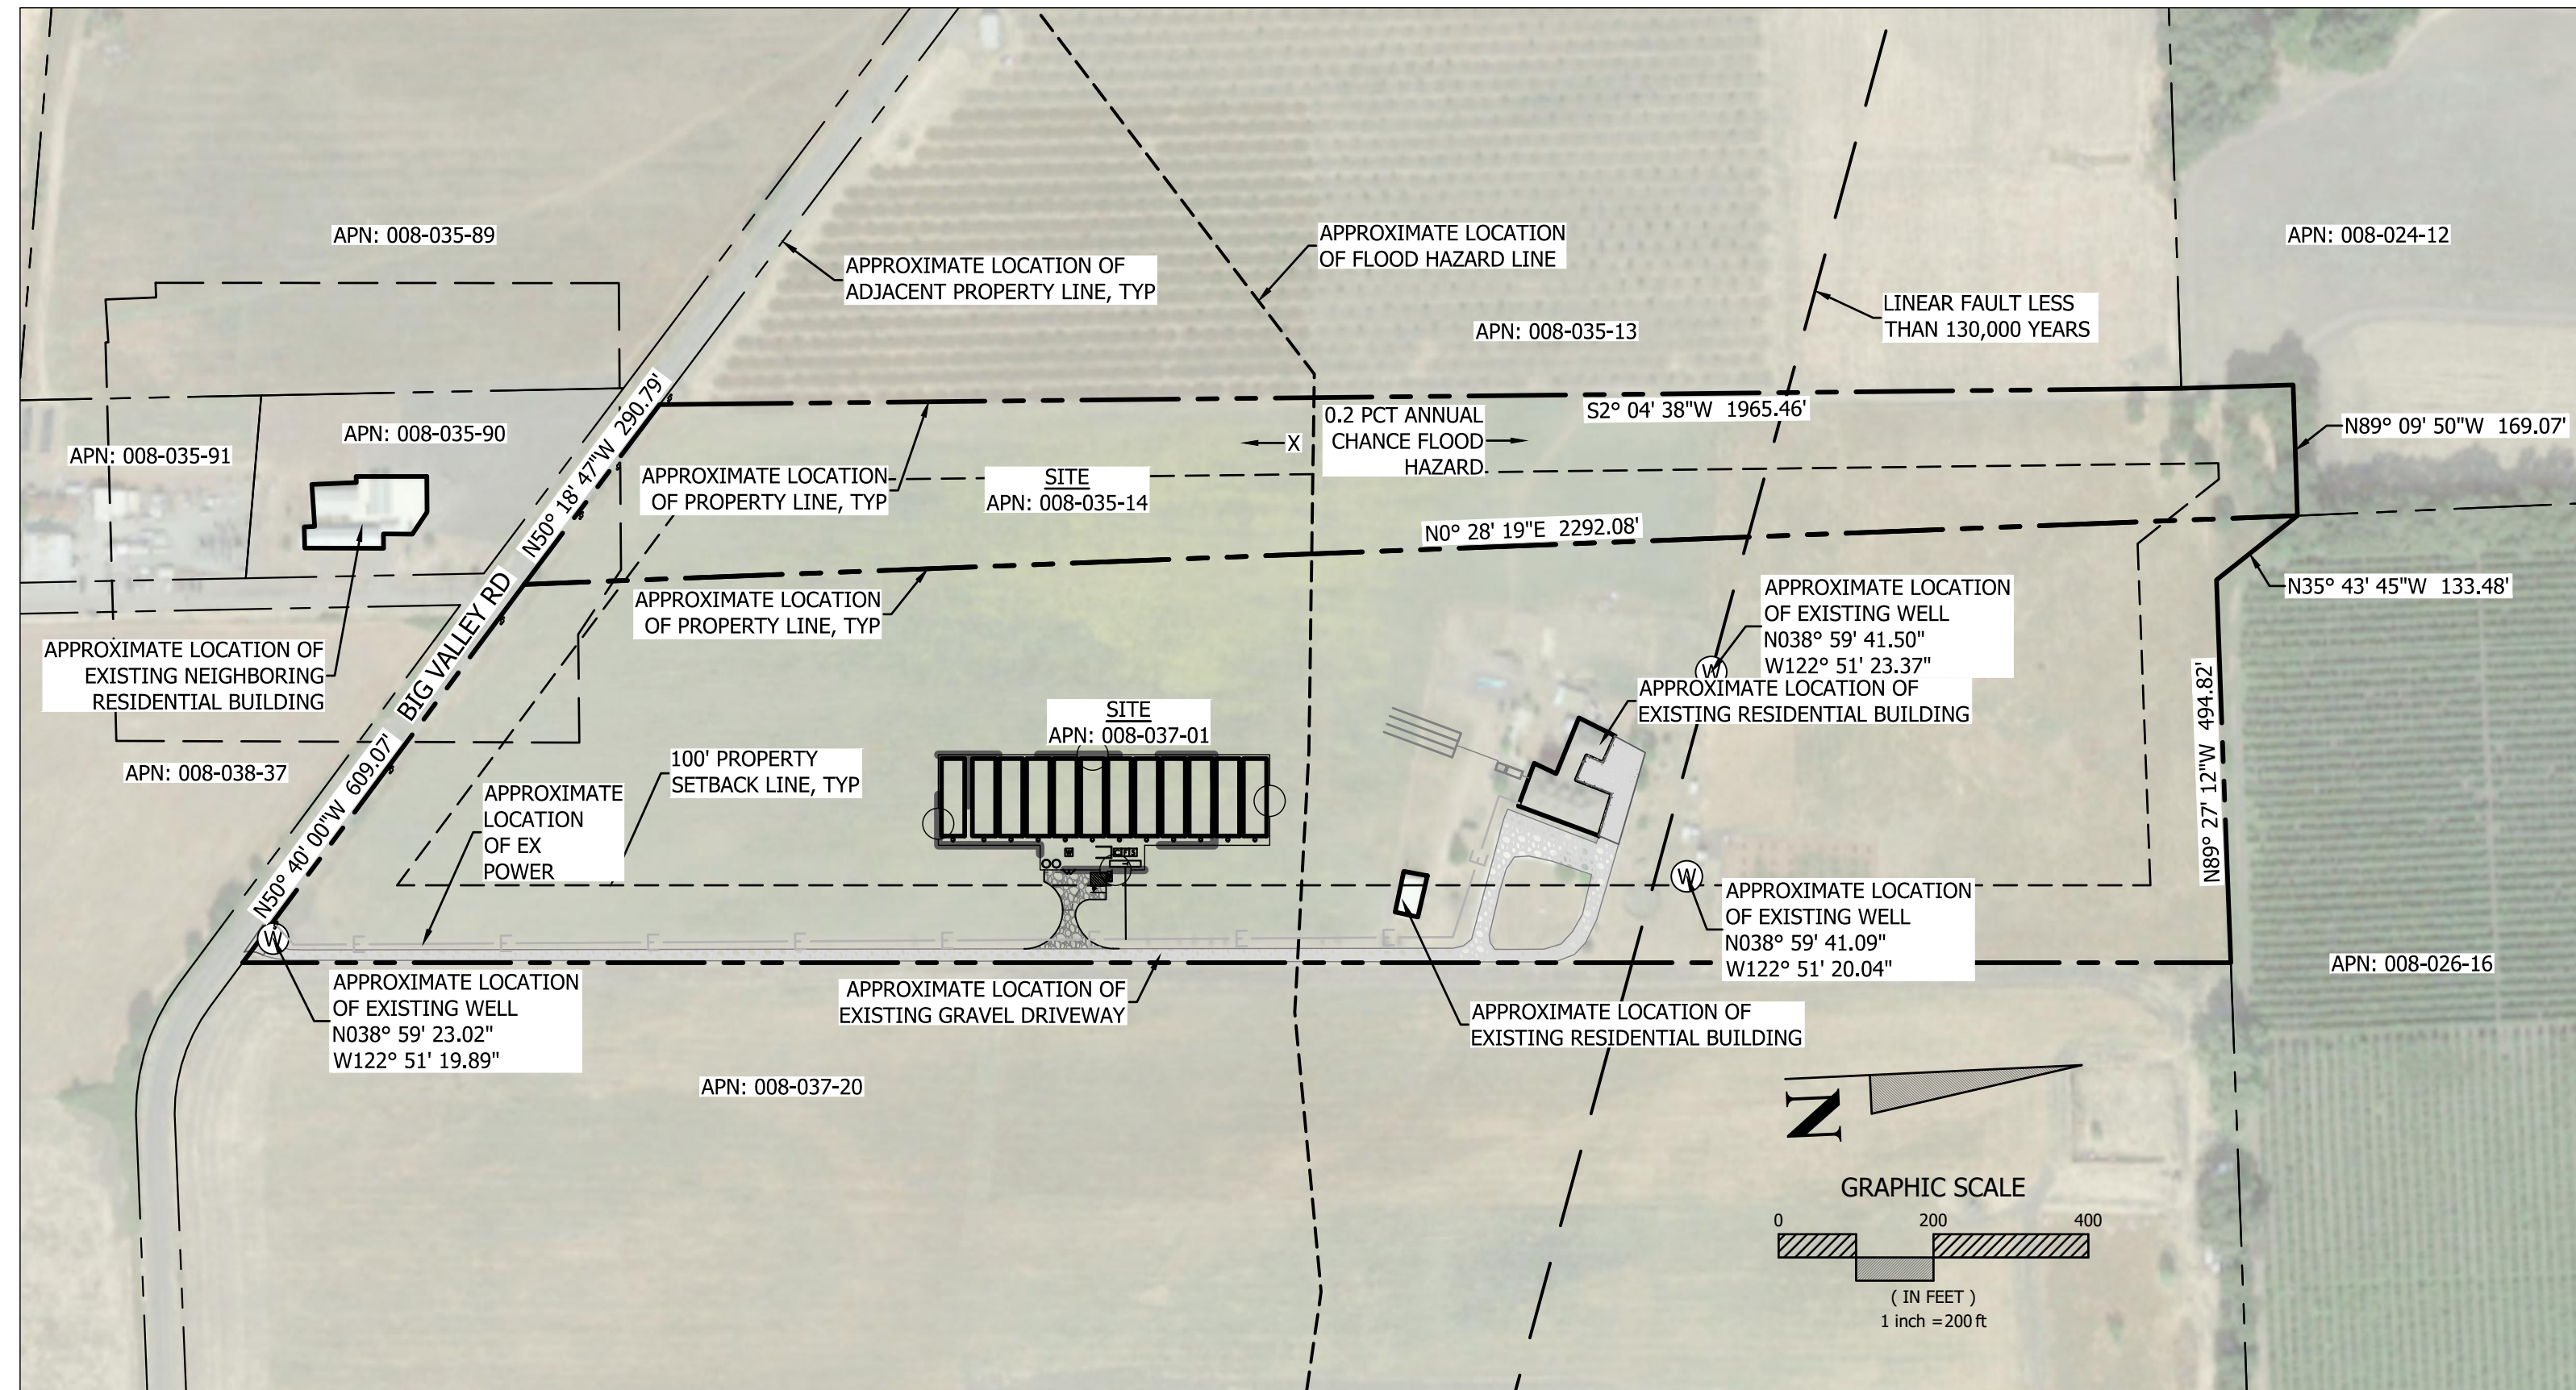 APN: 008-035-89
APPROXIMATE LOCATION OF
ADJACENT PROPERTY LINE, TYP
APPROXIMATE LOCATION
OF FLOOD HAZARD LINE
APN: 008-024-12
LINEAR FAULT LESS
THAN 130,000 YEARS
APN: 008-035-13
APN: 008-035-91
APN: 008-035-90
N50° 18' 47"W 290.79'
APPROXIMATE LOCATION
OF PROPERTY LINE, TYP
SITE
APN: 008-035-14
X
0.2 PCT ANNUAL
CHANCE FLOOD
HAZARD
S2° 04' 38"W 1965.46'
N89° 09' 50"W 169.07'
N0° 28' 19"E 2292.08'
N35° 43' 45"W 133.48'
APPROXIMATE LOCATION
OF PROPERTY LINE, TYP
APPROXIMATE LOCATION
OF EXISTING WELL
N038° 59' 41.50"
W122° 51' 23.37"
W
APPROXIMATE LOCATION OF
EXISTING NEIGHBORING
RESIDENTIAL BUILDING
BIG VALLEY RD
APPROXIMATE LOCATION OF
EXISTING RESIDENTIAL BUILDING
N89° 27' 12"W 494.82'
SITE
APN: 008-037-01
APN: 008-038-37
N50° 40' 00"W 609.07'
100' PROPERTY
SETBACK LINE, TYP
APPROXIMATE
LOCATION
OF EX
POWER
E
W
APPROXIMATE LOCATION
OF EXISTING WELL
N038° 59' 41.09"
W122° 51' 20.04"
W
E E E E E E E E
APN: 008-026-16
APPROXIMATE LOCATION
OF EXISTING WELL
N038° 59' 23.02"
W122° 51' 19.89"
APPROXIMATE LOCATION OF
EXISTING GRAVEL DRIVEWAY
APPROXIMATE LOCATION OF
EXISTING RESIDENTIAL BUILDING
APN: 008-037-20
N
GRAPHIC SCALE
0 200 400
( IN FEET )
1 inch = 200 ft